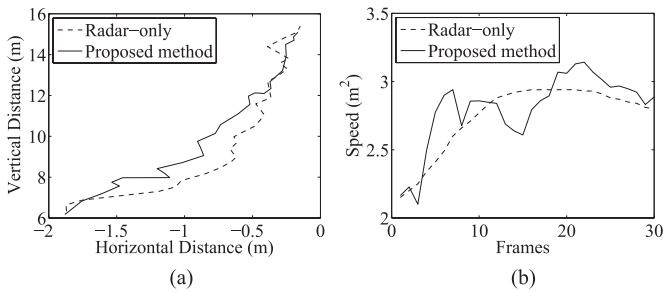 Radar−only
Proposed method
16
14
12
10
8
6
Vertical Distance (m)
−2
−1.5
−1
−0.5
0
Horizontal Distance (m)
(a)
Radar−only
Proposed method
3.5
3
2.5
2
Speed (m²)
0
10
20
30
Frames
(b)